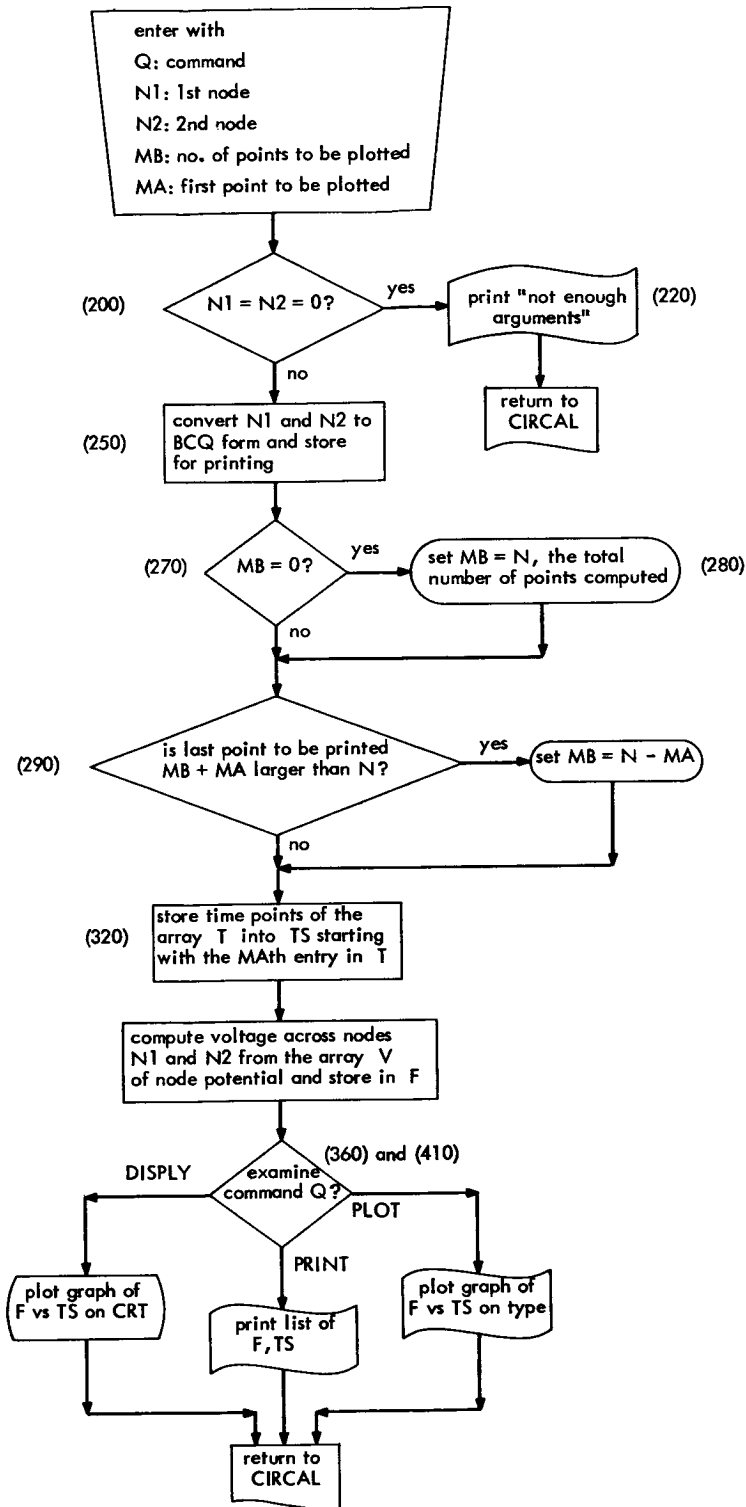 enter with
Q: command
N1: 1st node
N2: 2nd node
MB: no. of points to be plotted
MA: first point to be plotted
(200)
N1 = N2 = 0?
yes
print "not enough
arguments"
(220)
no
return to
CIRCAL
(250)
convert N1 and N2 to
BCQ form and store
for printing
(270)
MB = 0?
yes
set MB = N, the total
number of points computed
(280)
no
(290)
is last point to be printed
MB + MA larger than N?
yes
set MB = N - MA
no
(320)
store time points of the
array T into TS starting
with the MAth entry in T
compute voltage across nodes
N1 and N2 from the array V
of node potential and store in F
(360) and (410)
DISPLY
examine
command Q?
PLOT
PRINT
plot graph of
F vs TS on CRT
print list of
F,TS
plot graph of
F vs TS on type
return to
CIRCAL